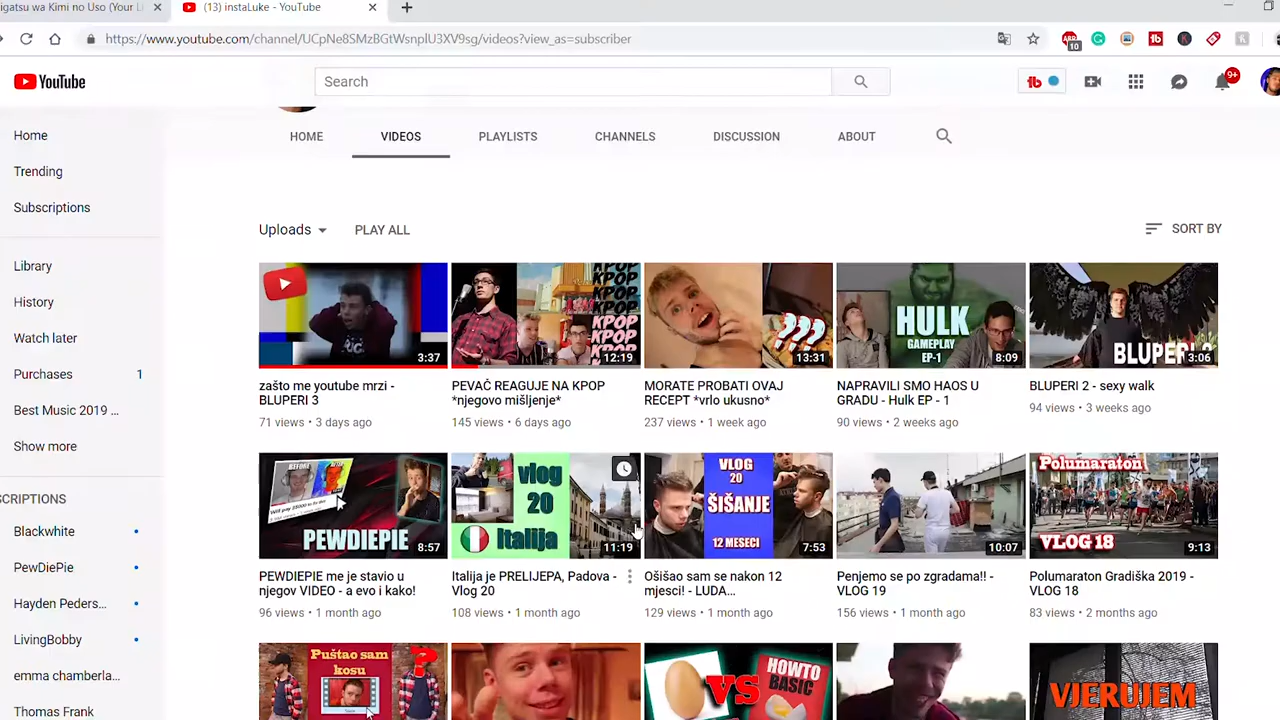 igatsu wa Kimi no Uso (Your Li
(13) instaLuke - YouTube
https://www.youtube.com/channel/UCpNe8SMzBGtWsnplU3XV9sg/videos?view_as=subscriber
10
YouTube
Search
9+
HOME
VIDEOS
PLAYLISTS
CHANNELS
DISCUSSION
ABOUT
Home
Trending
Subscriptions
Library
History
Watch later
Purchases 1
Best Music 2019 ...
Show more
SCRIPTIONS
Blackwhite
PewDiePie
Hayden Peders...
LivingBobby
emma chamberla...
Thomas Frank
Uploads
PLAY ALL
SORT BY
3:37
zašto me youtube mrzi -
BLUPERI 3
71 views • 3 days ago
KPOP
KPOP
KPOP
KPOP
12:19
PEVAČ REAGUJE NA KPOP
*njegovo mišljenje*
145 views • 6 days ago
???
13:31
MORATE PROBATI OVAJ
RECEPT *vrlo ukusno*
237 views • 1 week ago
HULK
GAMEPLAY
EP-1
8:09
NAPRAVILI SMO HAOS U
GRADU - Hulk EP - 1
90 views • 2 weeks ago
BLUPERI 2
3:06
BLUPERI 2 - sexy walk
94 views • 3 weeks ago
BEFORE
PEWDIEPIE
8:57
PEWDIEPIE me je stavio u
njegov VIDEO - a evo i kako!
96 views • 1 month ago
vlog
20
Italija
11:19
Italija je PRELIJEPA, Padova -
Vlog 20
108 views • 1 month ago
VLOG
20
ŠIŠANJE
12 MESECI
7:53
Ošišao sam se nakon 12
mjesci! - LUDA...
129 views • 1 month ago
10:07
Penjemo se po zgradama!! -
VLOG 19
156 views • 1 month ago
Polumaraton
VLOG 18
9:13
Polumaraton Gradiška 2019 -
VLOG 18
83 views • 2 months ago
Puštao sam
kosu
?
VS
HOWTO
BASIC
VJERUJEM